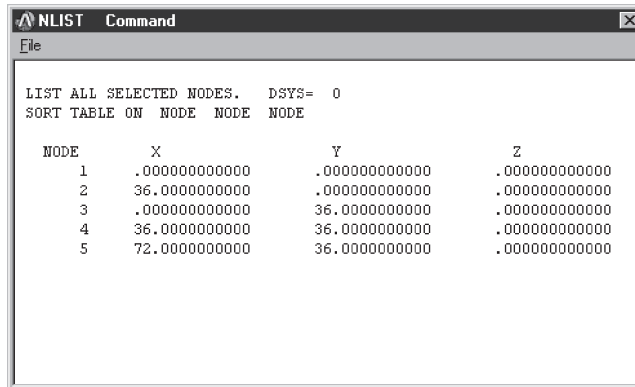 NLIST Command
File
LIST ALL SELECTED NODES. DSYS= 0
SORT TABLE ON NODE NODE NODE
NODE X Y Z
1 .000000000000 .000000000000 .000000000000
2 36.0000000000 .000000000000 .000000000000
3 .000000000000 36.0000000000 .000000000000
4 36.0000000000 36.0000000000 .000000000000
5 72.0000000000 36.0000000000 .000000000000